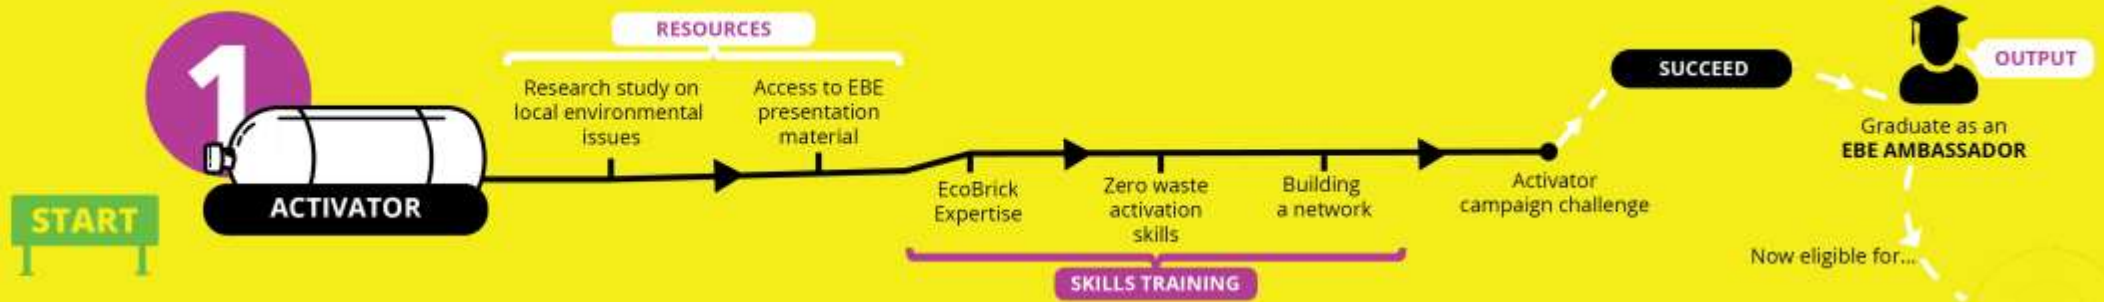 1
START
ACTIVATOR
RESOURCES
Research study on
local environmental
issues
Access to EBE
presentation
material
EcoBrick
Expertise
Zero waste
activation
skills
Building
a network
SKILLS TRAINING
Activator
campaign challenge
SUCCEED
OUTPUT
Graduate as an
EBE AMBASSADOR
Now eligible for...